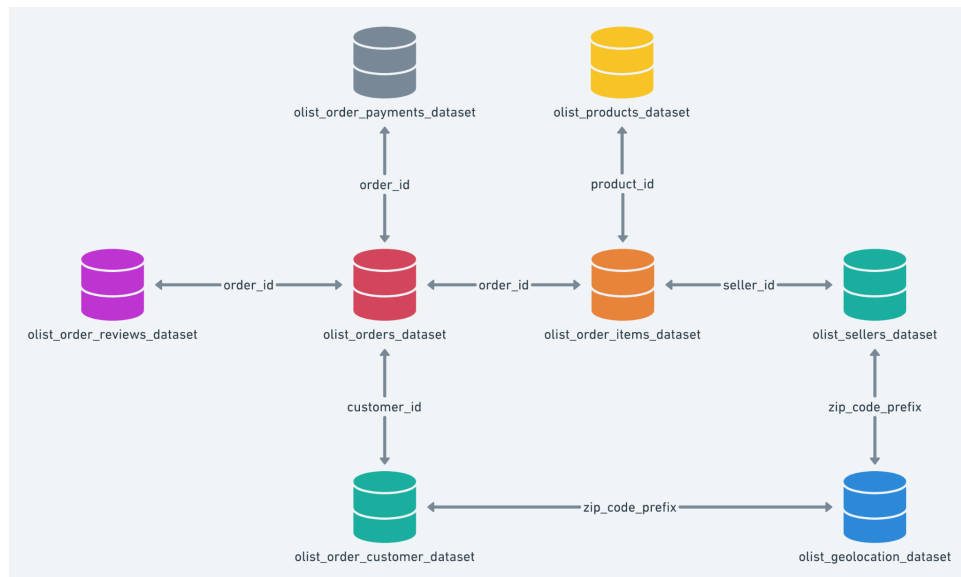 olist_order_payments_dataset
olist_products_dataset
order_id
product_id
order_id
order_id
seller_id
olist_order_reviews_dataset
olist_orders_dataset
olist_order_items_dataset
olist_sellers_dataset
customer_id
zip_code_prefix
zip_code_prefix
olist_order_customer_dataset
olist_geolocation_dataset